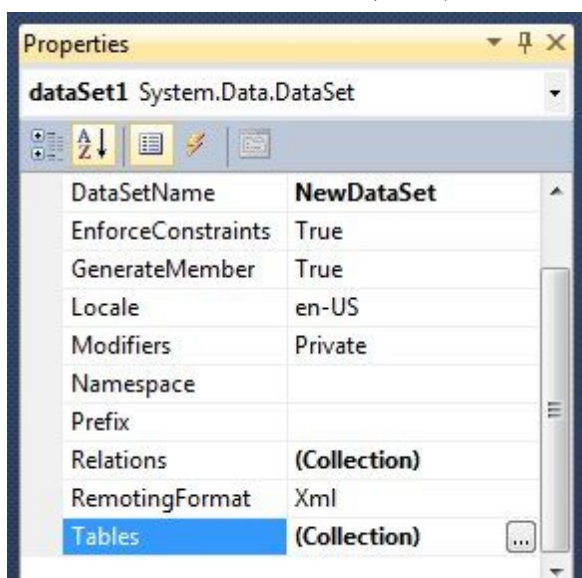 Properties
dataSet1 System.Data.DataSet
A Z
DataSetName NewDataSet
EnforceConstraints True
GenerateMember True
Locale en-US
Modifiers Private
Namespace
Prefix
Relations (Collection)
RemotingFormat Xml
Tables (Collection) ...